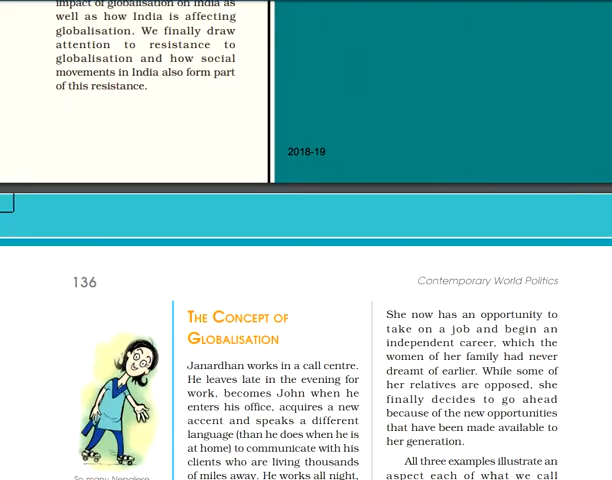 impact of globalisation on India as
well as how India is affecting
globalisation. We finally draw
attention to resistance to
globalisation and how social
movements in India also form part
of this resistance.
2018-19
136
Contemporary World Politics
THE CONCEPT OF
GLOBALISATION
Janardhan works in a call centre.
He leaves late in the evening for
work, becomes John when he
enters his office, acquires a new
accent and speaks a different
language (than he does when he is
at home) to communicate with his
clients who are living thousands
of miles away. He works all night,
She now has an opportunity to
take on a job and begin an
independent career, which the
women of her family had never
dreamt of earlier. While some of
her relatives are opposed, she
finally decides to go ahead
because of the new opportunities
that have been made available to
her generation.
All three examples illustrate an
aspect each of what we call
So many Nepalese